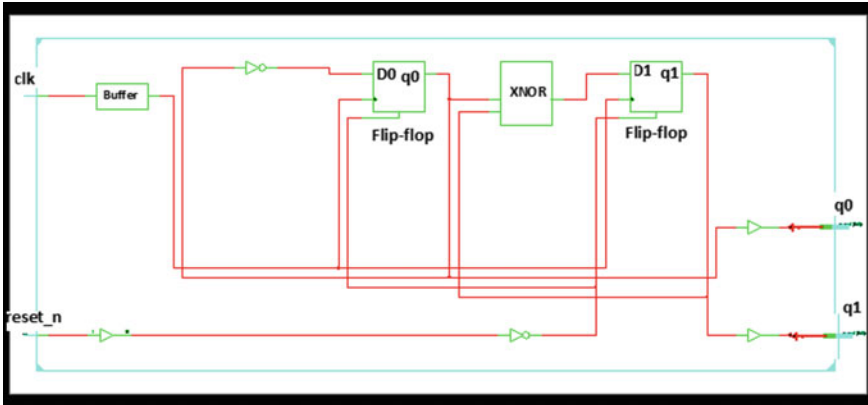 clk
Buffer
D0 q0
Flip-flop
XNOR
D1 q1
Flip-flop
q0
reset_n
q1